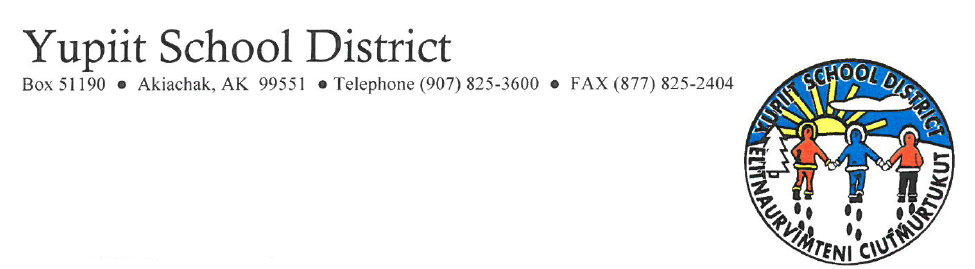 Yupiit School District
Box 51190 ● Akiachak, AK 99551 ● Telephone (907) 825-3600 ● FAX (877) 825-2404
YUPIIT SCHOOL DISTRICT
ELITNAURVIMTENI CIUTMURTUKUT